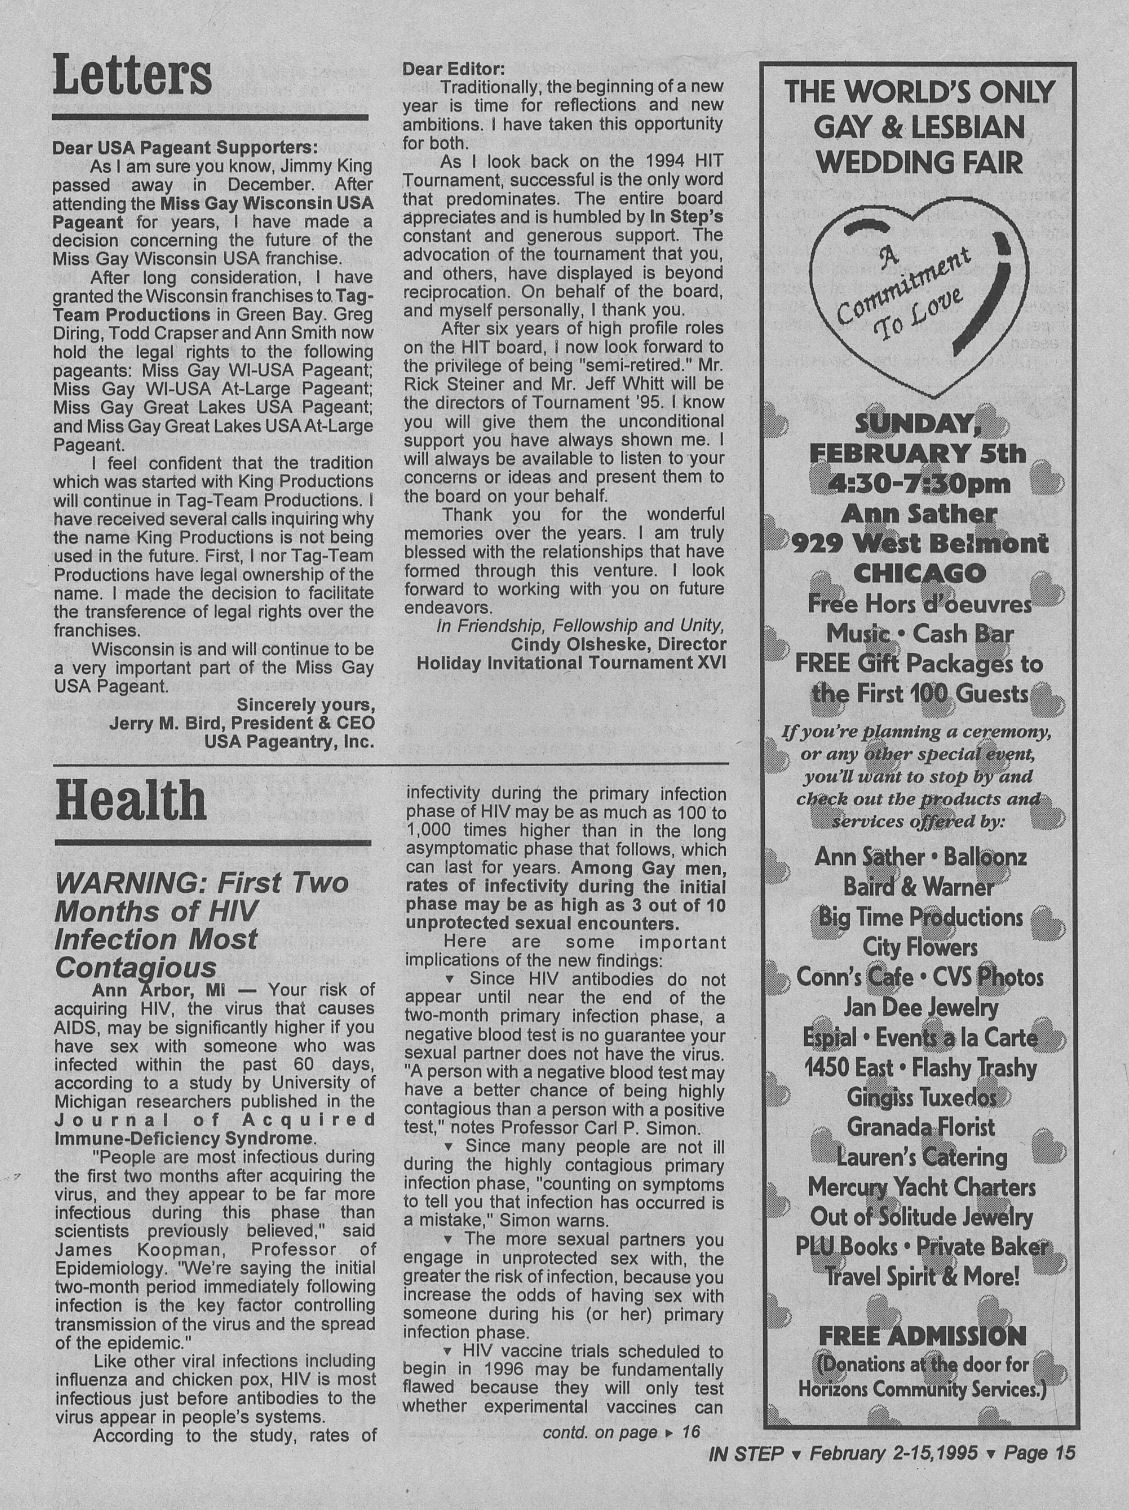 Letters
Dear USA Pageant Supporters:
As I am sure you know, Jimmy King
passed away in December. After
attending the Miss Gay Wisconsin USA
Pageant for years, I have made a
decision concerning the future of the
Miss Gay Wisconsin USA franchise.
After long consideration, I have
granted the Wisconsin franchises to Tag-
Team Productions in Green Bay. Greg
Diring, Todd Crapser and Ann Smith now
hold the legal rights to the following
pageants: Miss Gay WI-USA Pageant;
Miss Gay WI-USA At-Large Pageant;
Miss Gay Great Lakes USA Pageant;
and Miss Gay Great Lakes USA At-Large
Pageant.
I feel confident that the tradition
which was started with King Productions
will continue in Tag-Team Productions. I
have received several calls inquiring why
the name King Productions is not being
used in the future. First, I nor Tag-Team
Productions have legal ownership of the
name. I made the decision to facilitate
the transference of legal rights over the
franchises.
Wisconsin is and will continue to be
a very important part of the Miss Gay
USA Pageant.
Sincerely yours,
Jerry M. Bird, President & CEO
USA Pageantry, Inc.
Dear Editor:
Traditionally, the beginning of a new
year is time for reflections and new
ambitions. I have taken this opportunity
for both.
As I look back on the 1994 HIT
Tournament, successful is the only word
that predominates. The entire board
appreciates and is humbled by In Step's
constant and generous support. The
advocation of the tournament that you,
and others, have displayed is beyond
reciprocation. On behalf of the board,
and myself personally, I thank you.
After six years of high profile roles
on the HIT board, i now look forward to
the privilege of being "semi-retired." Mr.
Rick Steiner and Mr. Jeff Whitt will be
the directors of Tournament '95. I know
you will give them the unconditional
support you have always shown me. I
will always be available to listen to your
concerns or ideas and present them to
the board on your behalf.
Thank you for the wonderful
memories over the years. I am truly
blessed with the relationships that have
formed through this venture. I look
forward to working with you on future
endeavors.
In Friendship, Fellowship and Unity,
Cindy Olsheske, Director
Holiday Invitational Tournament XVI
Health
WARNING: First Two
Months of HIV
Infection Most
Contagious
Ann Arbor, MI — Your risk of
acquiring HIV, the virus that causes
AIDS, may be significantly higher if you
have sex with someone who was
infected within the past 60 days,
according to a study by University of
Michigan researchers published in the
Journal of Acquired
Immune-Deficiency Syndrome.
"People are most infectious during
the first two months after acquiring the
virus, and they appear to be far more
infectious during this phase than
scientists previously believed," said
James Koopman, Professor of
Epidemiology. "We're saying the initial
two-month period immediately following
infection is the key factor controlling
transmission of the virus and the spread
of the epidemic."
Like other viral infections including
influenza and chicken pox, HIV is most
infectious just before antibodies to the
virus appear in people's systems.
According to the study, rates of
infectivity during the primary infection
phase of HIV may be as much as 100 to
1,000 times higher than in the long
asymptomatic phase that follows, which
can last for years. Among Gay men,
rates of infectivity during the initial
phase may be as high as 3 out of 10
unprotected sexual encounters.
Here are some important
implications of the new findings:
▼ Since HIV antibodies do not
appear until near the end of the
two-month primary infection phase, a
negative blood test is no guarantee your
sexual partner does not have the virus.
"A person with a negative blood test may
have a better chance of being highly
contagious than a person with a positive
test," notes Professor Carl P. Simon.
▼ Since many people are not ill
during the highly contagious primary
infection phase, "counting on symptoms
to tell you that infection has occurred is
a mistake," Simon warns.
▼ The more sexual partners you
engage in unprotected sex with, the
greater the risk of infection, because you
increase the odds of having sex with
someone during his (or her) primary
infection phase.
▼ HIV vaccine trials scheduled to
begin in 1996 may be fundamentally
flawed because they will only test
whether experimental vaccines can
contd. on page ► 16
THE WORLD'S ONLY
GAY & LESBIAN
WEDDING FAIR
A
Commitment
To Love
SUNDAY,
FEBRUARY 5th
4:30-7:30pm
Ann Sather
929 West Belmont
CHICAGO
Free Hors d'oeuvres
Music • Cash Bar
FREE Gift Packages to
the First 100 Guests
If you're planning a ceremony,
or any other special event,
you'll want to stop by and
check out the products and
services offered by:
Ann Sather • Balloonz
Baird & Warner
Big Time Productions
City Flowers
Conn's Cafe • CVS Photos
Jan Dee Jewelry
Espial • Events a la Carte
1450 East • Flashy Trashy
Gingiss Tuxedos
Granada Florist
Lauren's Catering
Mercury Yacht Charters
Out of Solitude Jewelry
PLU Books • Private Baker
Travel Spirit & More!
FREE ADMISSION
(Donations at the door for
Horizons Community Services.)
IN STEP ▼ February 2-15, 1995 ▼ Page 15